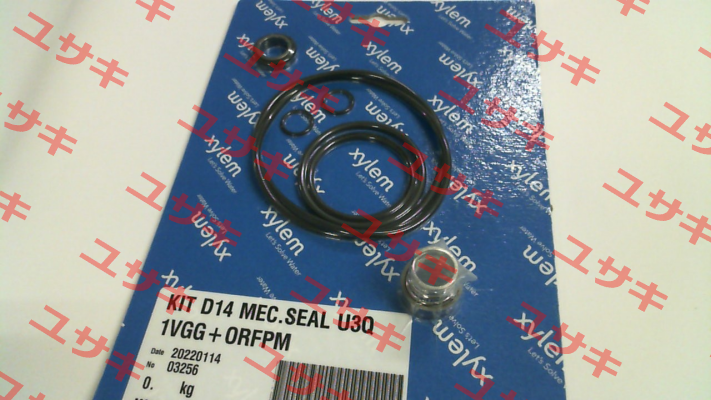 xylem
Let's Solve Water
KIT D14 MEC.SEAL U3Q
1VGG+ORFPM
Date 20220114
No 03256
0. kg
ユサキ